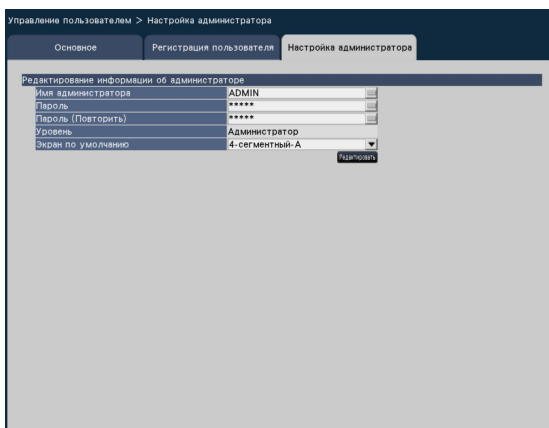 Управление пользователем > Настройка администратора
Основное Регистрация пользователя Настройка администратора
Редактирование информации об администраторе
Имя администратора ADMIN
Пароль *****
Пароль (Повторить) *****
Уровень Администратор
Экран по умолчанию 4-сегментный-A
Редактировать